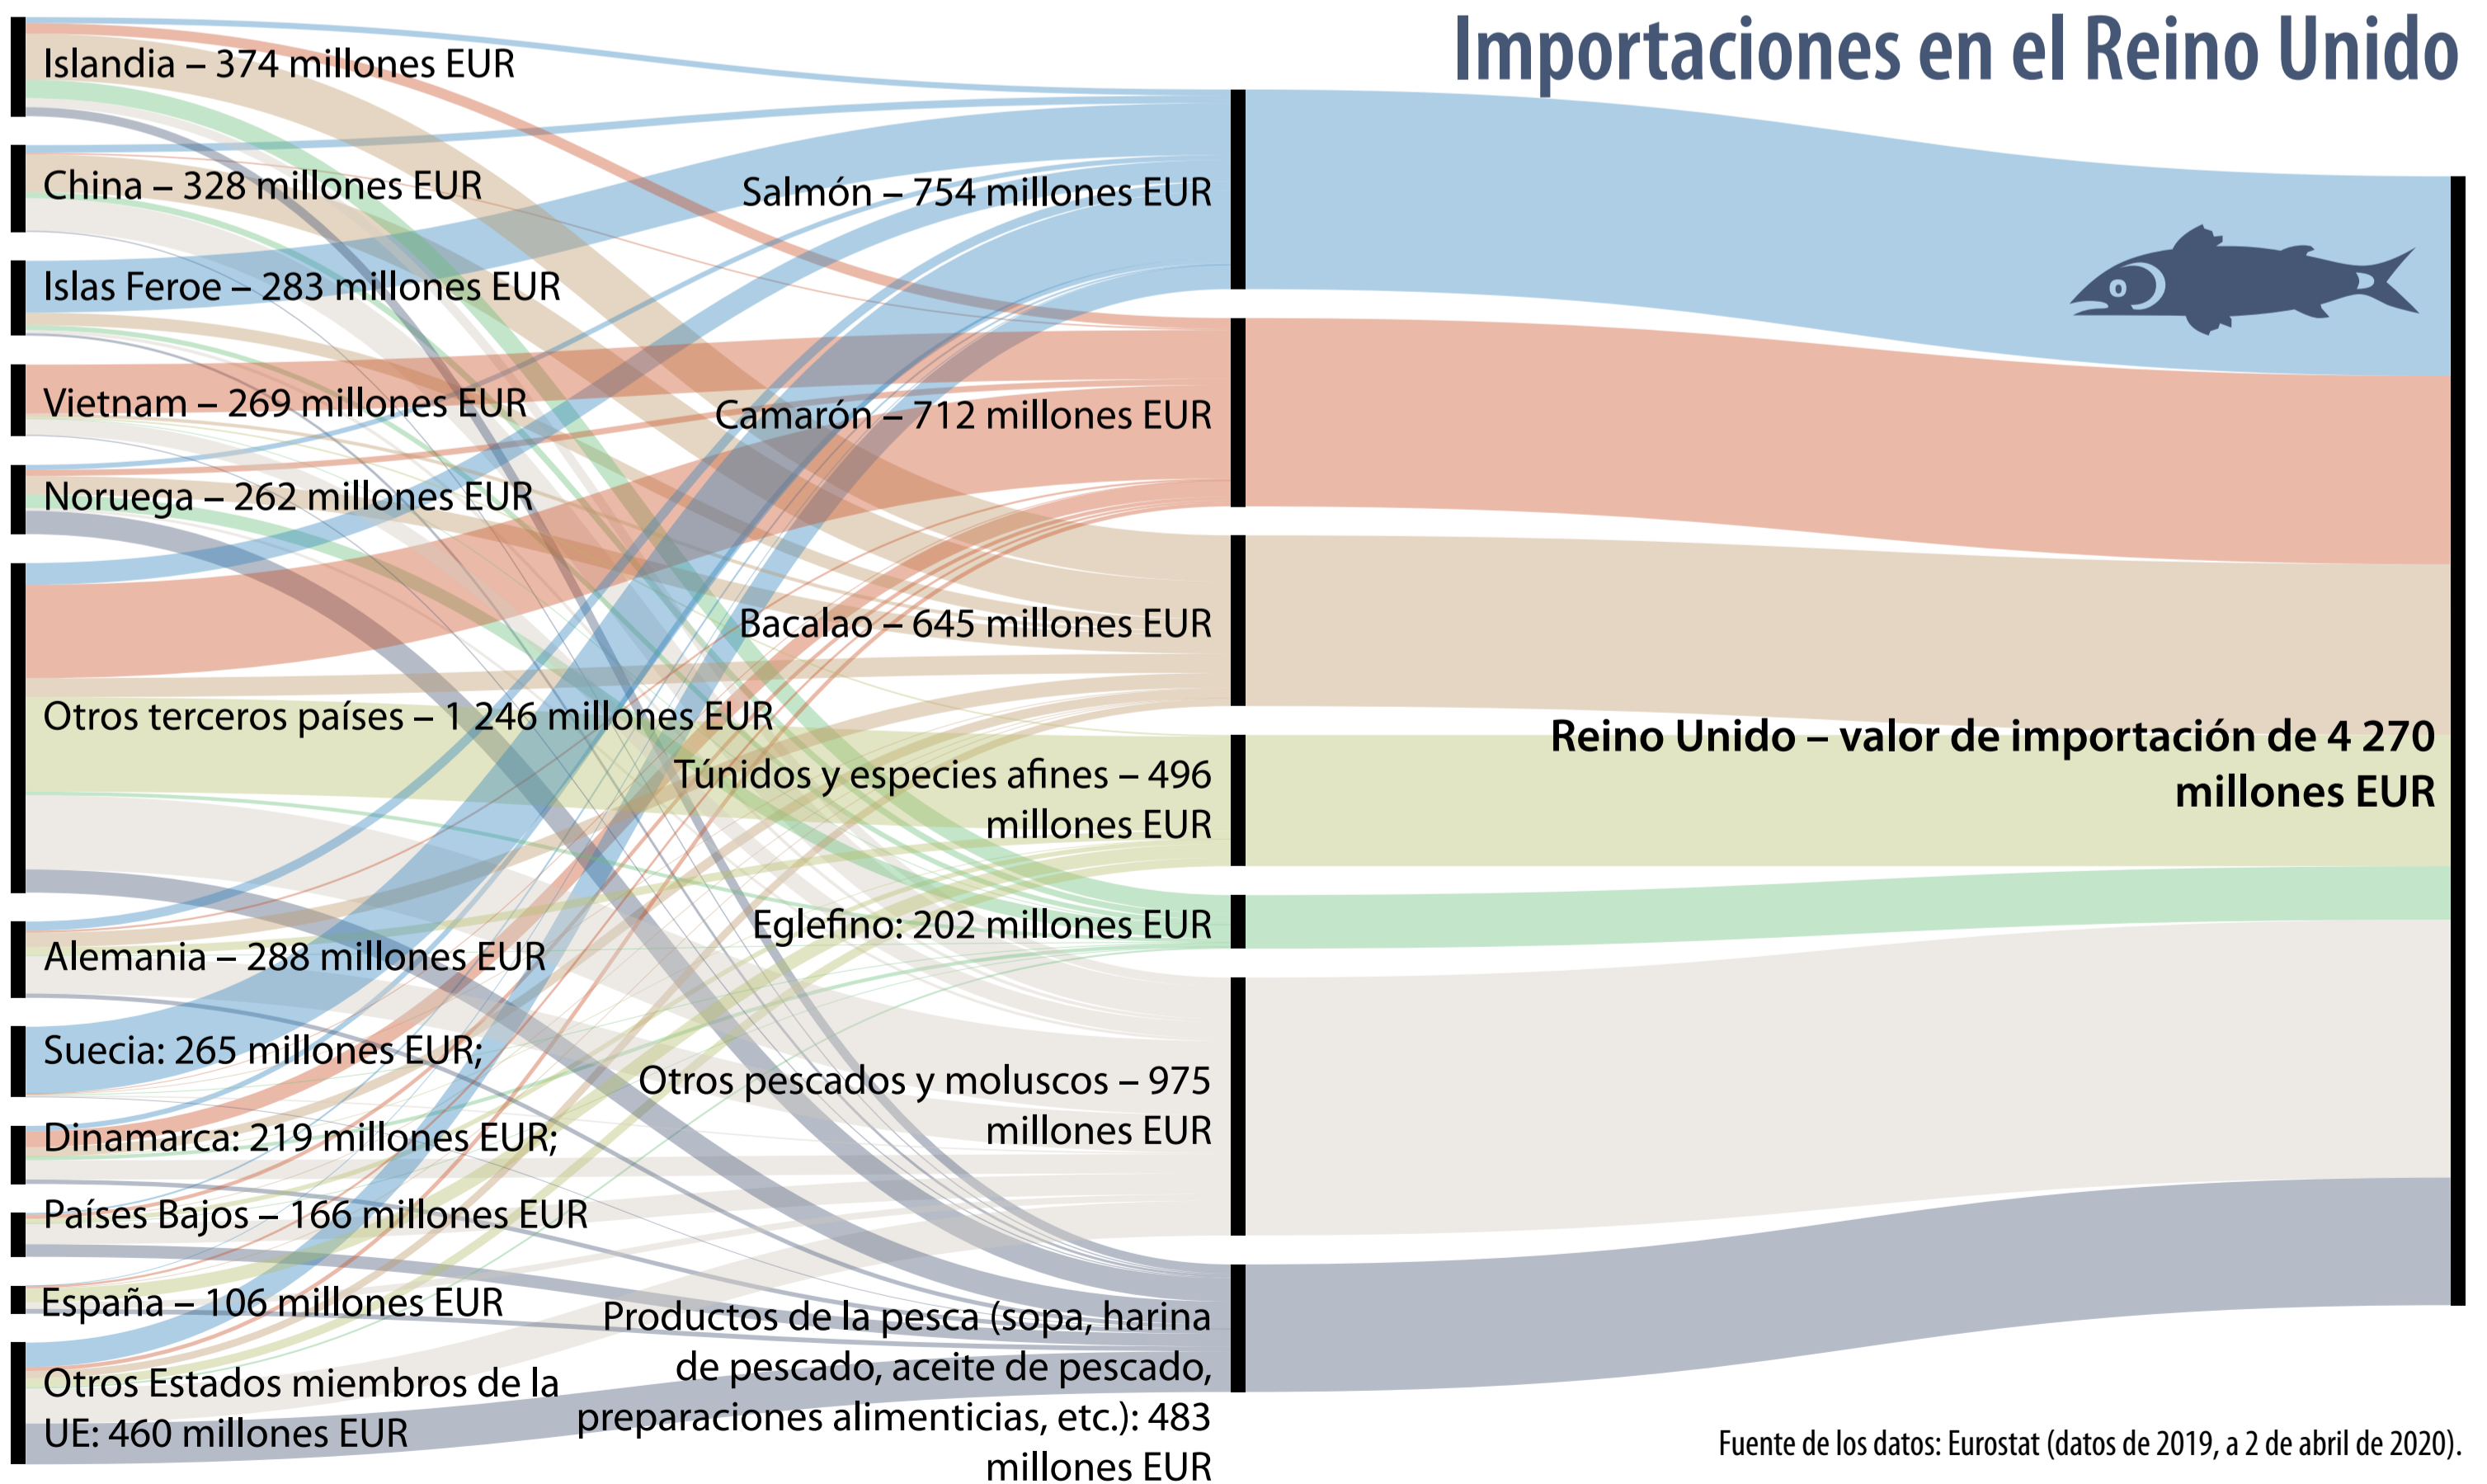 Importaciones en el Reino Unido
Islandia – 374 millones EUR
China – 328 millones EUR
Islas Feroe – 283 millones EUR
Vietnam – 269 millones EUR
Noruega – 262 millones EUR
Otros terceros países – 1 246 millones EUR
Alemania – 288 millones EUR
Suecia: 265 millones EUR;
Dinamarca: 219 millones EUR;
Países Bajos – 166 millones EUR
España – 106 millones EUR
Otros Estados miembros de la
UE: 460 millones EUR
Salmón – 754 millones EUR
Camarón – 712 millones EUR
Bacalao – 645 millones EUR
Túnidos y especies afines – 496
millones EUR
Eglefino: 202 millones EUR
Otros pescados y moluscos – 975
millones EUR
Productos de la pesca (sopa, harina
de pescado, aceite de pescado,
preparaciones alimenticias, etc.): 483
millones EUR
Reino Unido – valor de importación de 4 270
millones EUR
Fuente de los datos: Eurostat (datos de 2019, a 2 de abril de 2020).